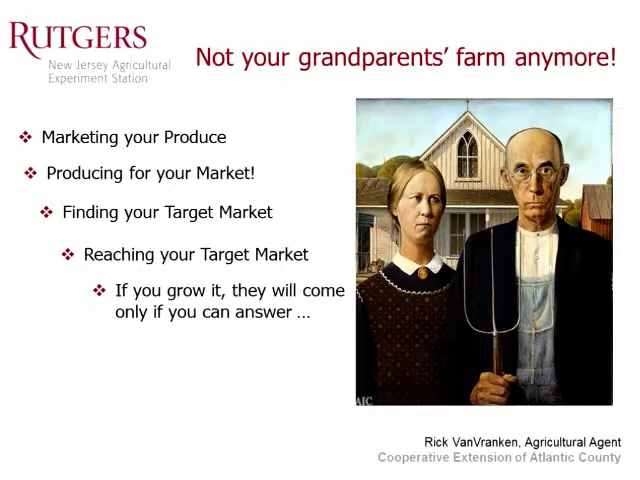 RUTGERS
New Jersey Agricultural
Experiment Station
Not your grandparents' farm anymore!
Marketing your Produce
Producing for your Market!
Finding your Target Market
Reaching your Target Market
If you grow it, they will come
only if you can answer ...
AIC
Rick VanVranken, Agricultural Agent
Cooperative Extension of Atlantic County